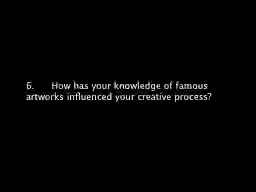 6. How has your knowledge of famous
artworks influenced your creative process?